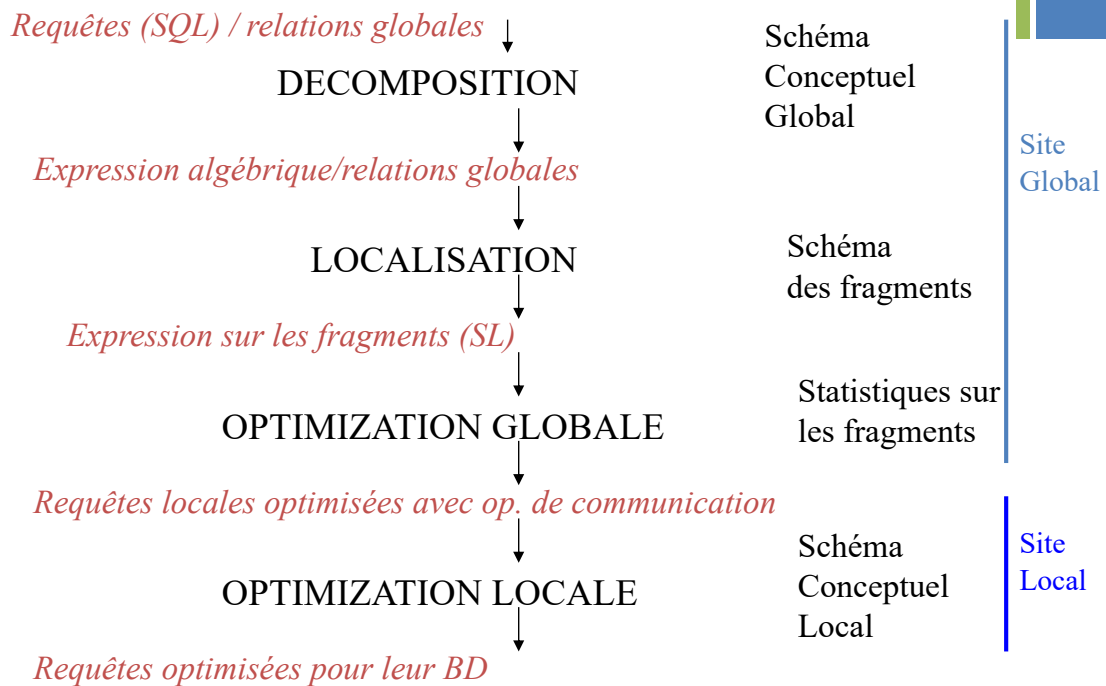 Requêtes (SQL) / relations globales
Schéma
Conceptuel
Global
DECOMPOSITION
Site
Global
Expression algébrique/relations globales
LOCALISATION
Schéma
des fragments
Expression sur les fragments (SL)
Statistiques sur
les fragments
OPTIMIZATION GLOBALE
Requêtes locales optimisées avec op. de communication
Schéma
Conceptuel
Local
Site
Local
OPTIMIZATION LOCALE
Requêtes optimisées pour leur BD